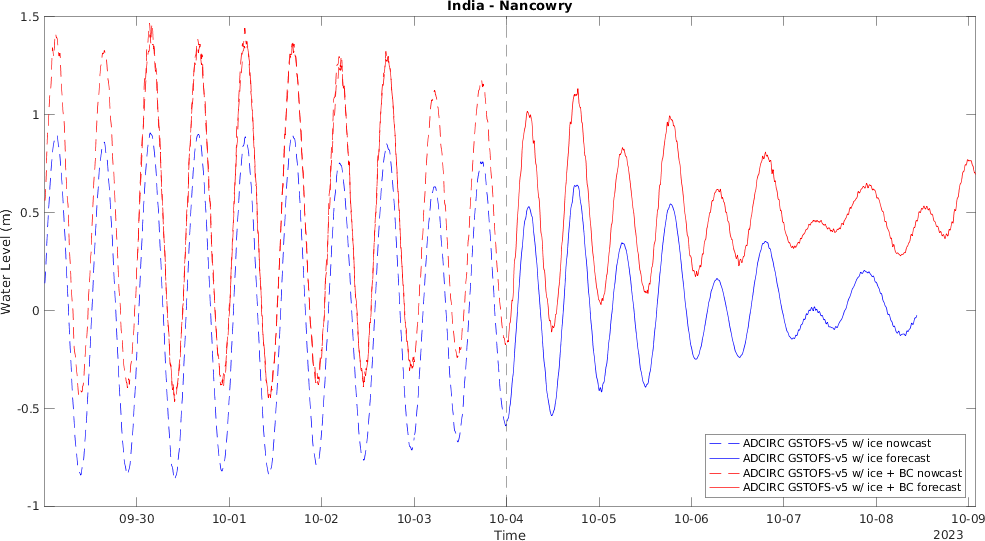 India - Nancowry
1.5
1
0.5
0
-0.5
-1
Water Level (m)
09-30
10-01
10-02
10-03
10-04
10-05
10-06
10-07
10-08
10-09
Time
2023
ADCIRC GSTOFS-v5 w/ ice nowcast
ADCIRC GSTOFS-v5 w/ ice forecast
ADCIRC GSTOFS-v5 w/ ice + BC nowcast
ADCIRC GSTOFS-v5 w/ ice + BC forecast